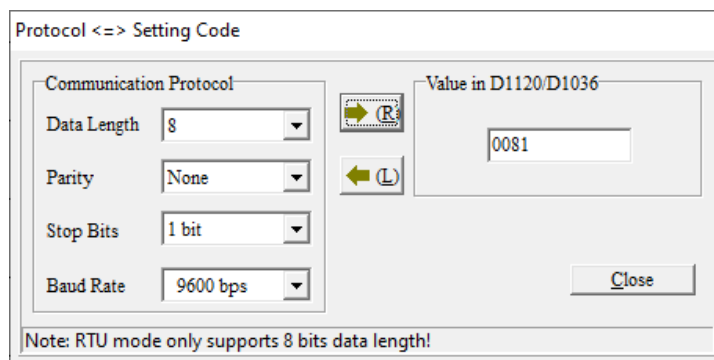 Protocol <=> Setting Code
Communication Protocol
Data Length 8
Parity None
Stop Bits 1 bit
Baud Rate 9600 bps
(R)
(L)
Value in D1120/D1036
0081
Close
Note: RTU mode only supports 8 bits data length!